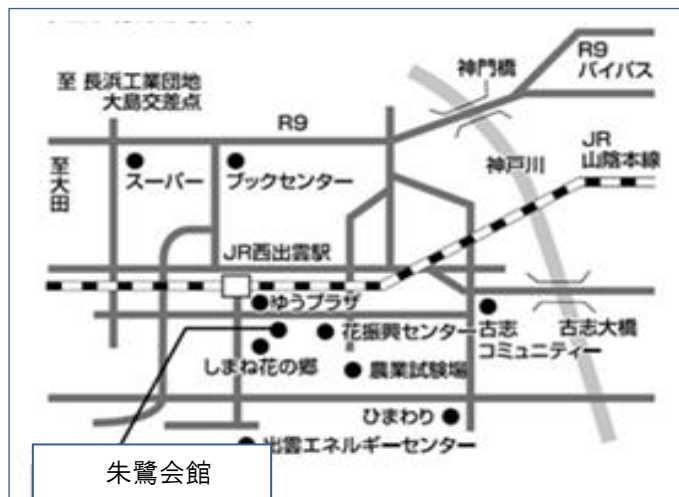 至 長浜工業団地
大島交差点
R9
神門橋
R9
バイパス
至大田
スーパー
ブックセンター
神戸川
JR
山陰本線
JR西出雲駅
ゆうプラザ
花振興センター
古志
コミュニティー
古志大橋
しまね花の郷
農業試験場
ひまわり
出雲エネルギーセンター
朱鷺会館